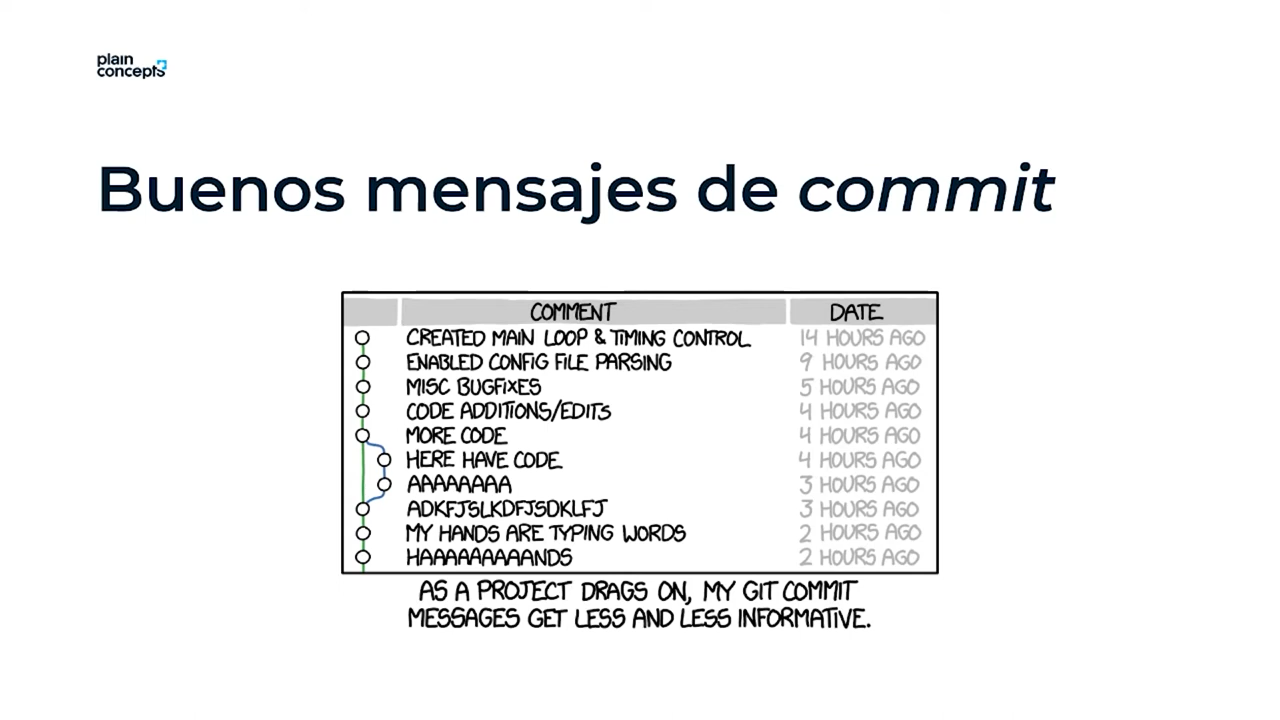 plain
concepts
Buenos mensajes de commit
COMMENT DATE
CREATED MAIN LOOP & TIMING CONTROL 14 HOURS AGO
ENABLED CONFIG FILE PARSING 9 HOURS AGO
MISC BUGFIXES 5 HOURS AGO
CODE ADDITIONS/EDITS 4 HOURS AGO
MORE CODE 4 HOURS AGO
HERE HAVE CODE 4 HOURS AGO
AAAAAAAA 3 HOURS AGO
ADKFJSLKDFJSDKLFJ 3 HOURS AGO
MY HANDS ARE TYPING WORDS 2 HOURS AGO
HAAAAAAAAANDS 2 HOURS AGO
AS A PROJECT DRAGS ON, MY GIT COMMIT
MESSAGES GET LESS AND LESS INFORMATIVE.